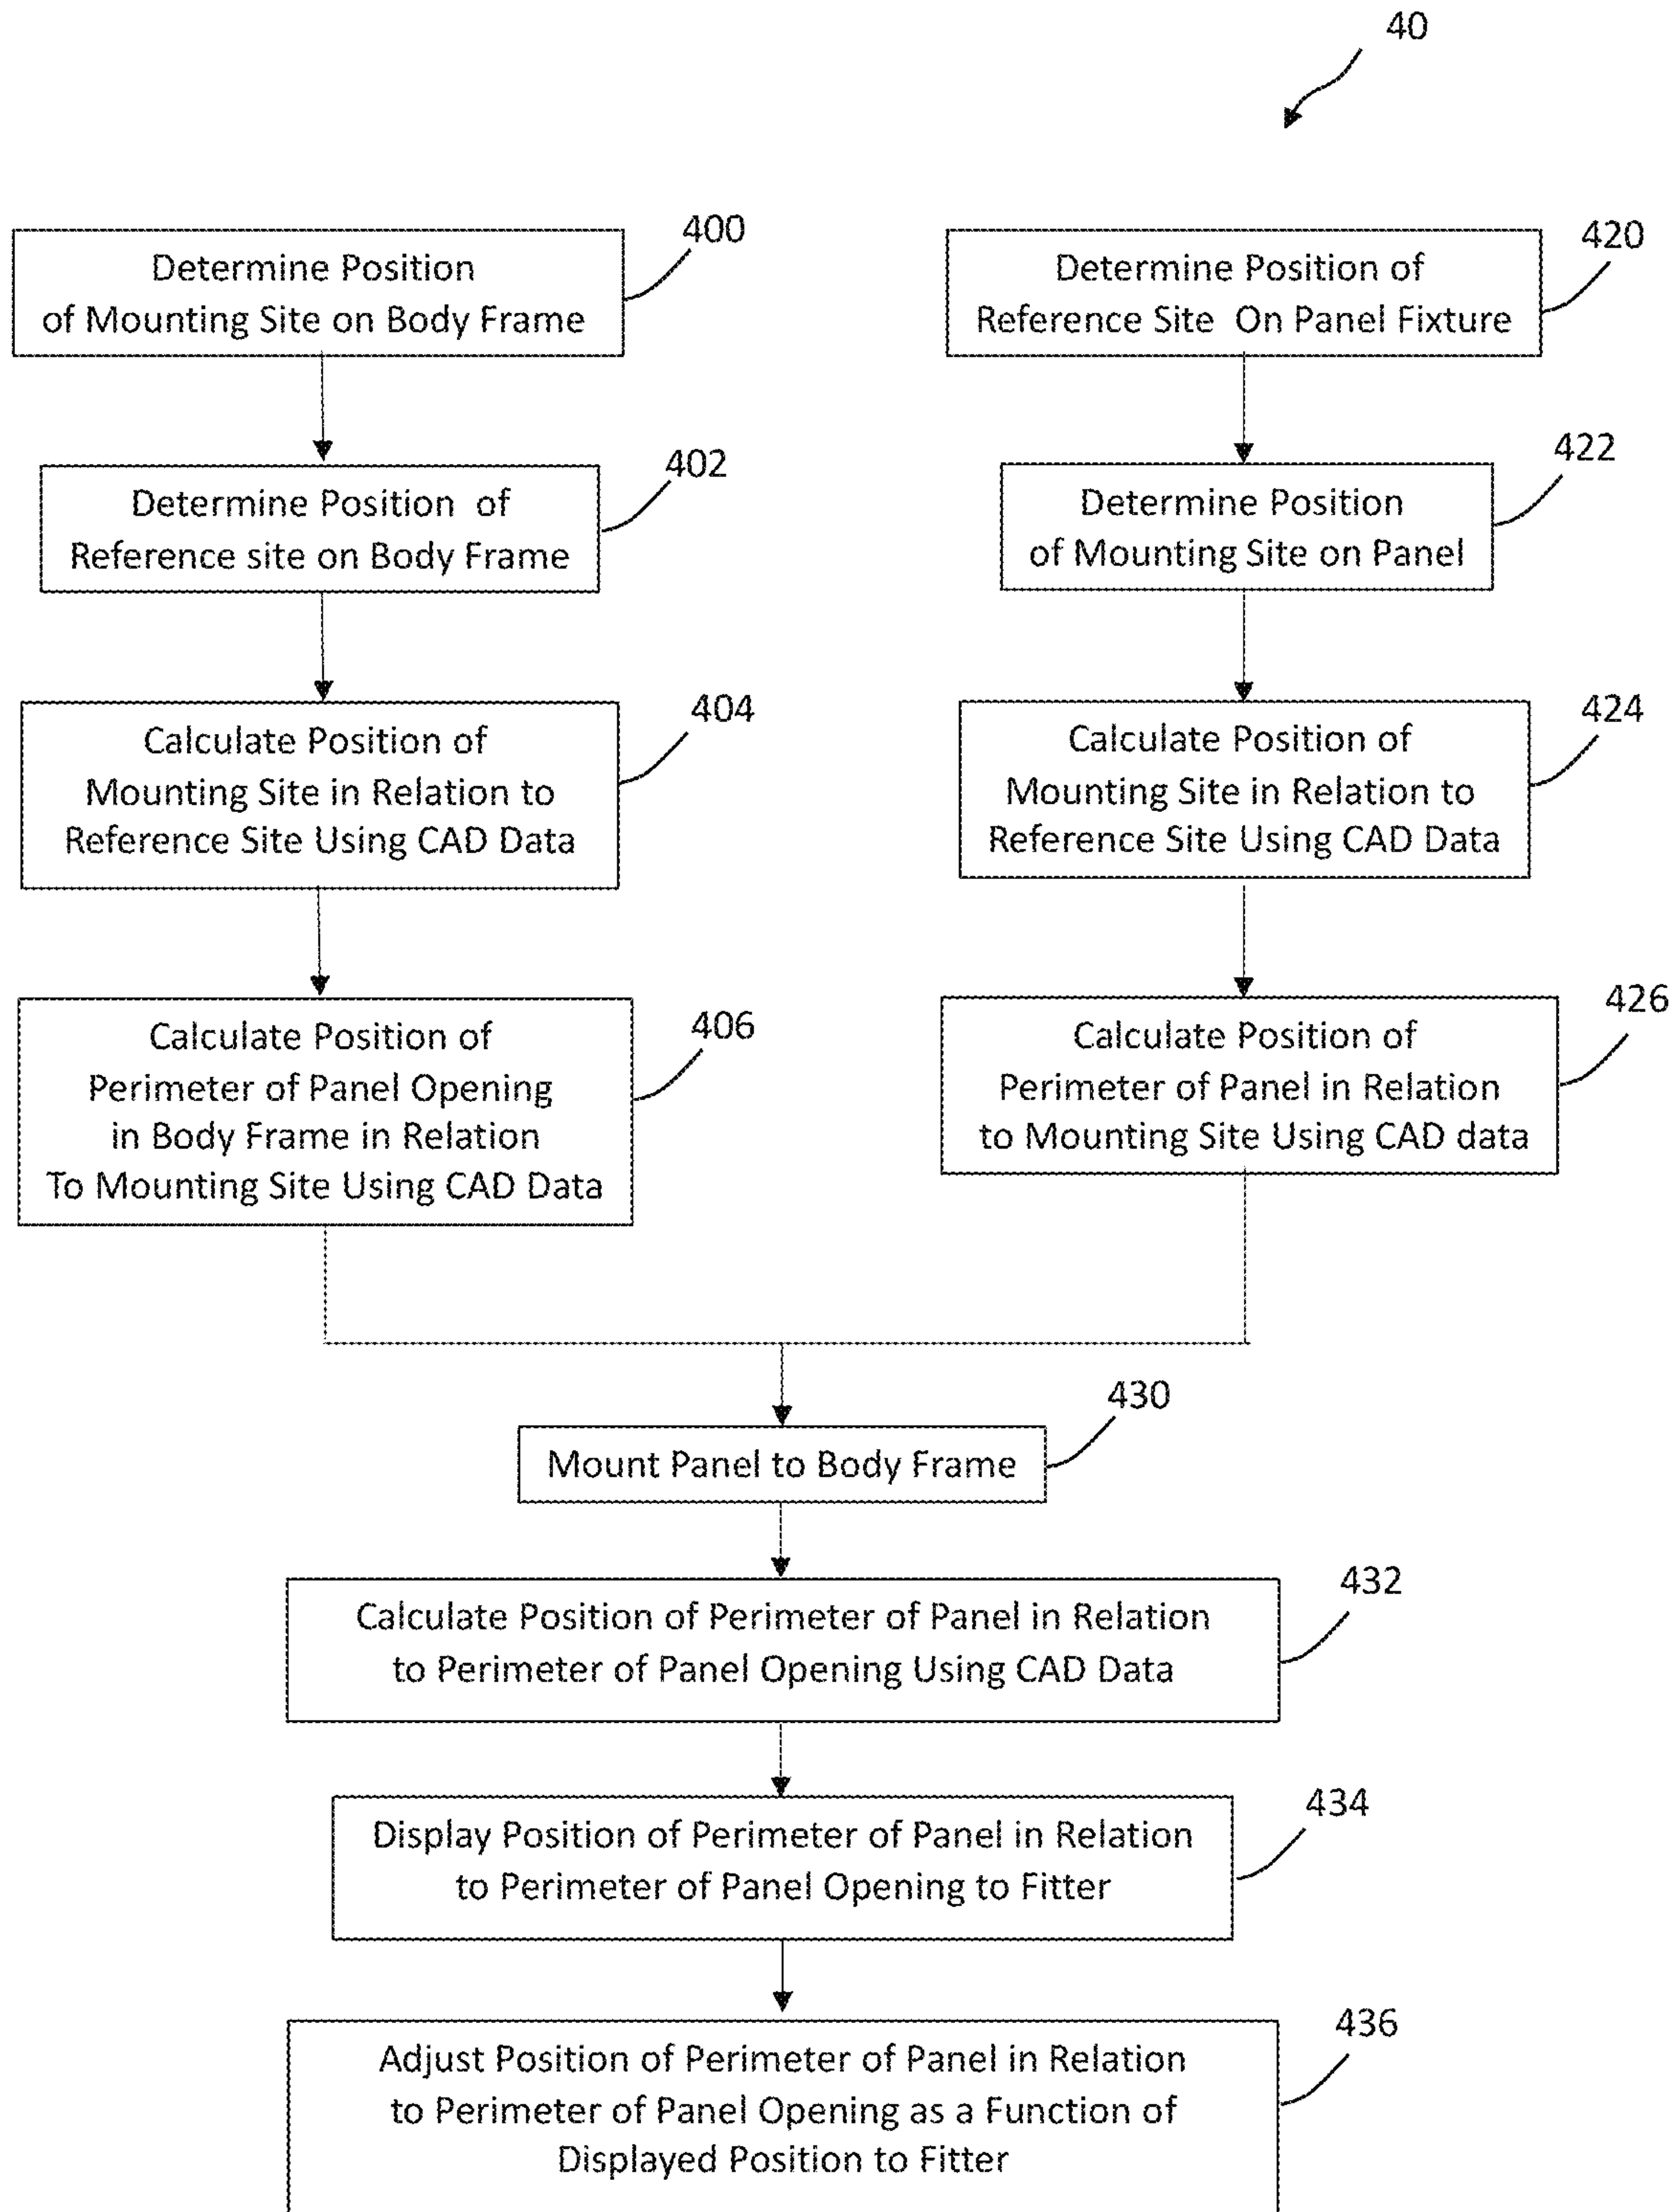 40
400
Determine Position
of Mounting Site on Body Frame
402
Determine Position of
Reference site on Body Frame
404
Calculate Position of
Mounting Site in Relation to
Reference Site Using CAD Data
406
Calculate Position of
Perimeter of Panel Opening
in Body Frame in Relation
To Mounting Site Using CAD Data
420
Determine Position of
Reference Site On Panel Fixture
422
Determine Position
of Mounting Site on Panel
424
Calculate Position of
Mounting Site in Relation to
Reference Site Using CAD Data
426
Calculate Position of
Perimeter of Panel in Relation
to Mounting Site Using CAD data
430
Mount Panel to Body Frame
432
Calculate Position of Perimeter of Panel in Relation
to Perimeter of Panel Opening Using CAD Data
434
Display Position of Perimeter of Panel in Relation
to Perimeter of Panel Opening to Fitter
436
Adjust Position of Perimeter of Panel in Relation
to Perimeter of Panel Opening as a Function of
Displayed Position to Fitter